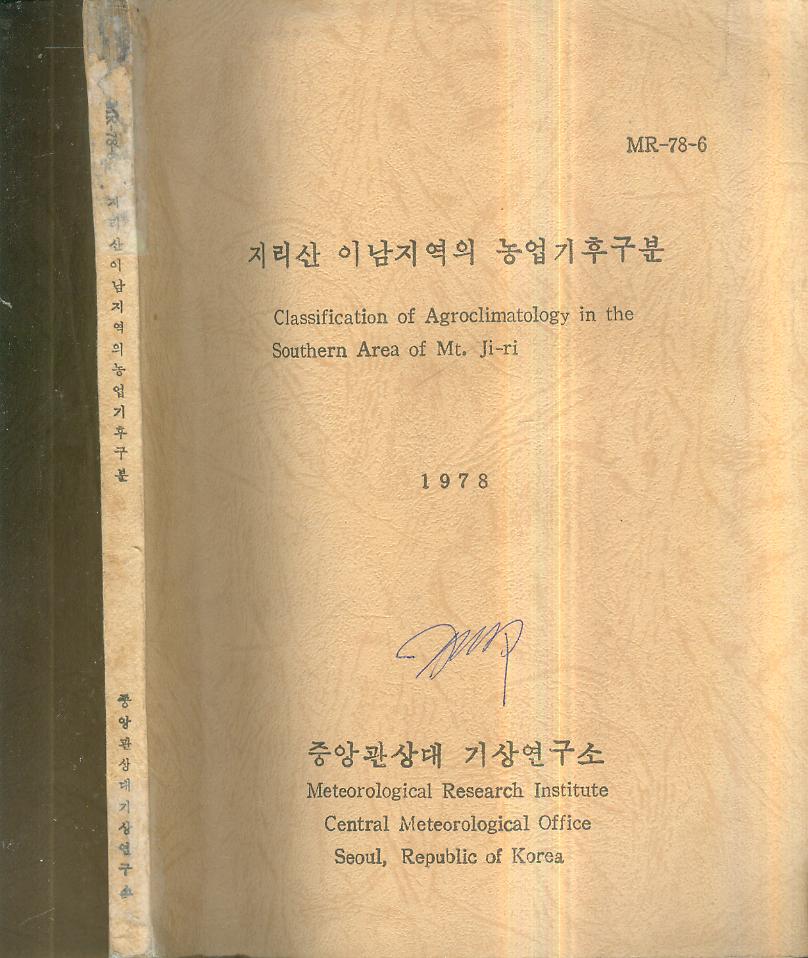 MR-78-6
지리산 이남지역의 농업기후구분
Classification of Agroclimatology in the
Southern Area of Mt. Ji-ri
1978
중앙관상대 기상연구소
Meteorological Research Institute
Central Meteorological Office
Seoul, Republic of Korea
지리산이남지역의농업기후구분
중앙관상대기상연구소